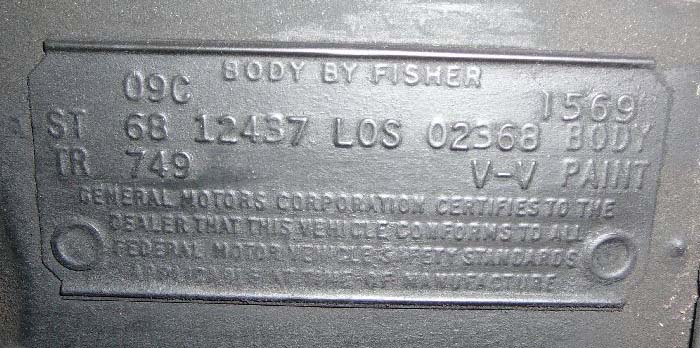 BODY BY FISHER
09C 1569
ST 68 12437 LOS 02368 BODY
TR 749 V-V PAINT
GENERAL MOTORS CORPORATION CERTIFIES TO THE
DEALER THAT THIS VEHICLE CONFORMS TO ALL
FEDERAL MOTOR VEHICLE SAFETY STANDARDS
APPLICABLE AT TIME OF MANUFACTURE